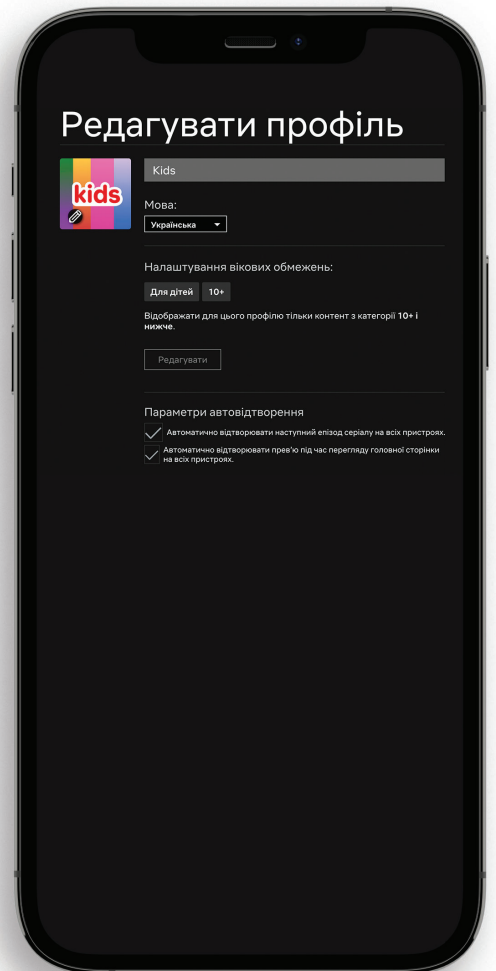 Редагувати профіль
kids
Kids
Мова:
Українська
Налаштування вікових обмежень:
Для дітей 10+
Відображати для цього профілю тільки контент з категорії 10+ і
нижче.
Редагувати
Параметри автовідтворення
Автоматично відтворювати наступний епізод серіалу на всіх пристроях.
Автоматично відтворювати прев'ю під час перегляду головної сторінки
на всіх пристроях.